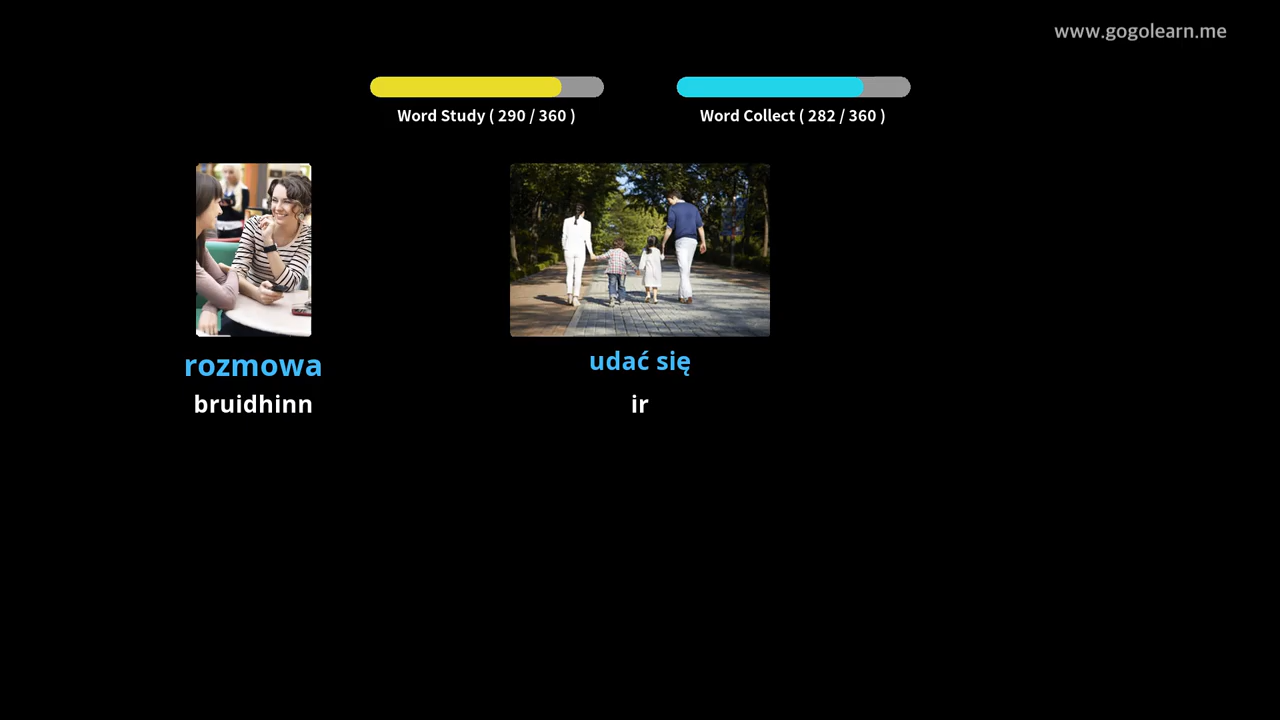 www.gogolearn.me
Word Study ( 290 / 360 )
Word Collect ( 282 / 360 )
rozmowa
bruidhinn
udać się
ir